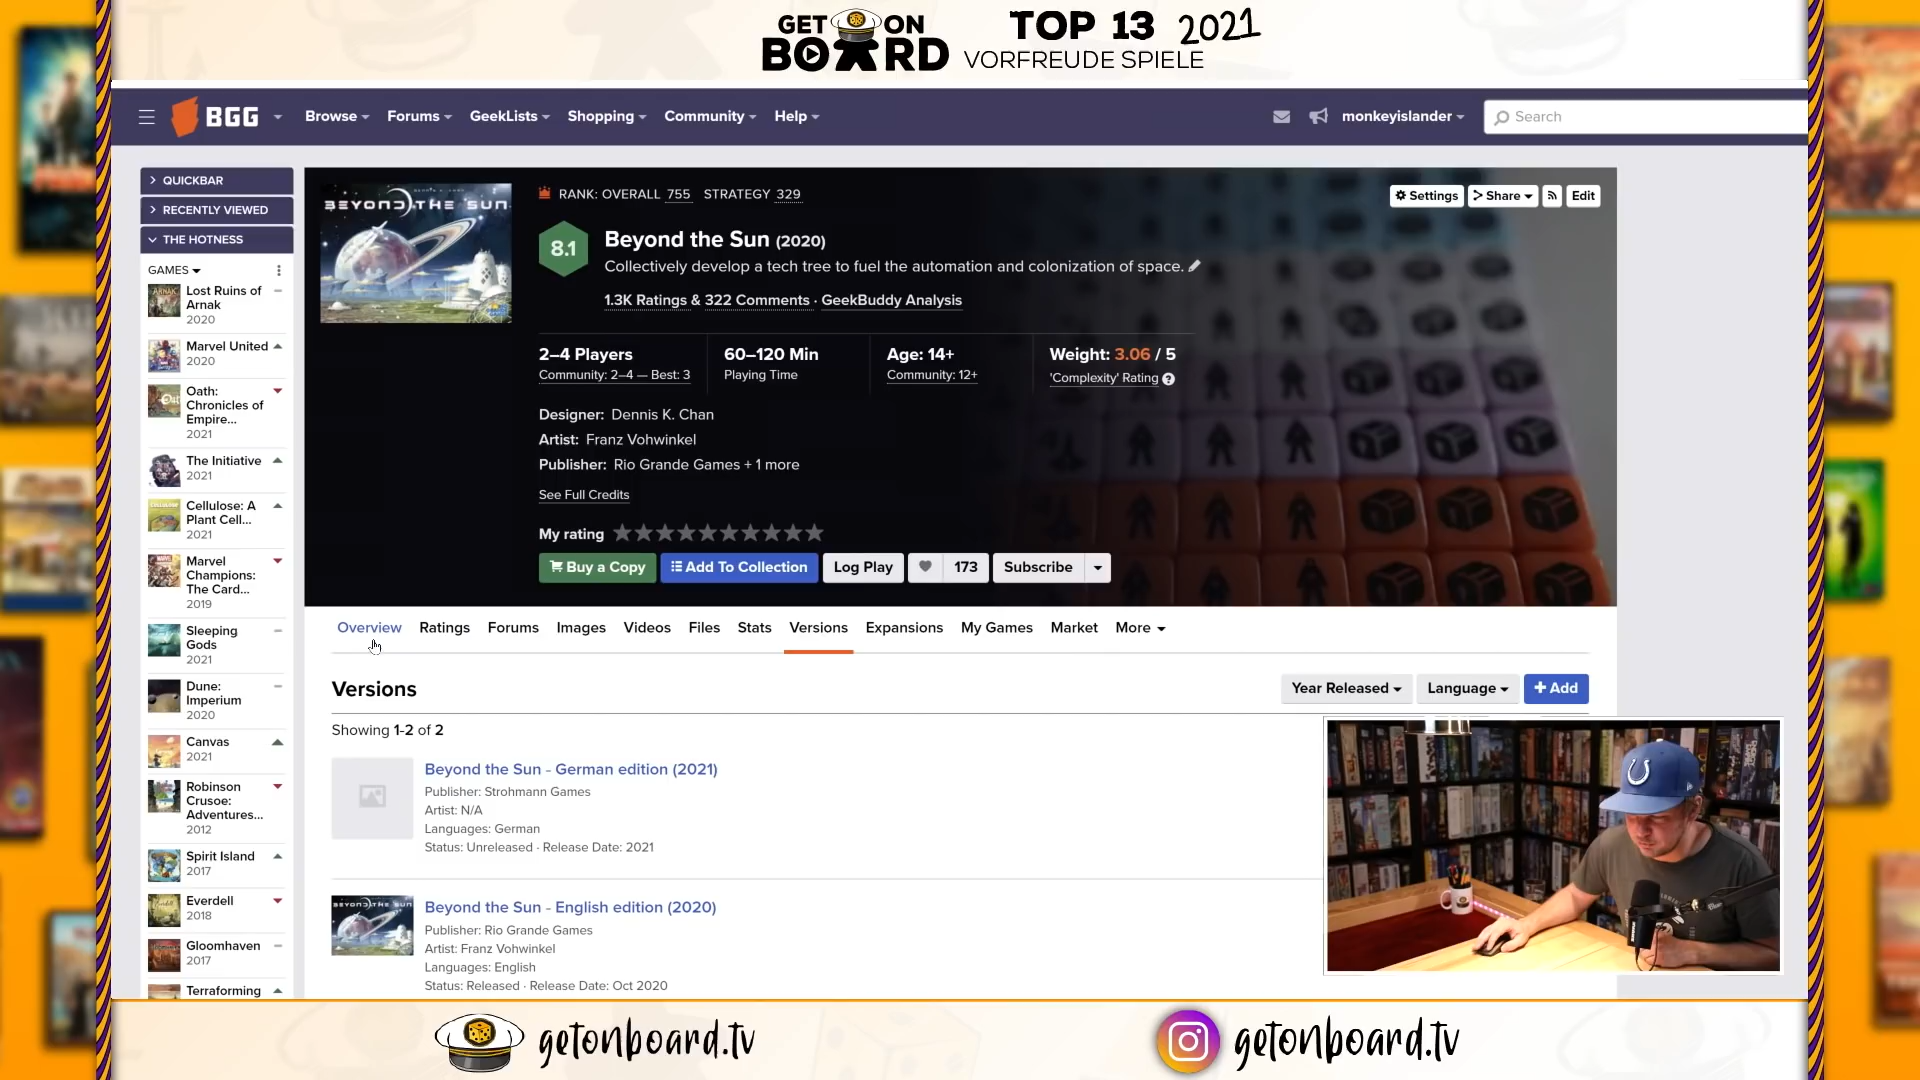 GET ON BOARD
TOP 13 2021
VORFREUDE SPIELE
BGG
Browse
Forums
GeekLists
Shopping
Community
Help
monkeyislander
Search
QUICKBAR
RECENTLY VIEWED
THE HOTNESS
GAMES
Lost Ruins of
Arnak
2020
Marvel United
2020
Oath:
Chronicles of
Empire...
2021
The Initiative
2021
Cellulose: A
Plant Cell...
2021
Marvel
Champions:
The Card...
2019
Sleeping
Gods
2021
Dune:
Imperium
2020
Canvas
2021
Robinson
Crusoe:
Adventures...
2012
Spirit Island
2017
Everdell
2018
Gloomhaven
2017
Terraforming
BEYOND THE SUN
RANK: OVERALL 755 STRATEGY 329
Settings
Share
Edit
8.1
Beyond the Sun (2020)
Collectively develop a tech tree to fuel the automation and colonization of space.
1.3K Ratings & 322 Comments · GeekBuddy Analysis
2–4 Players
Community: 2–4 — Best: 3
60–120 Min
Playing Time
Age: 14+
Community: 12+
Weight: 3.06 / 5
'Complexity' Rating
Designer: Dennis K. Chan
Artist: Franz Vohwinkel
Publisher: Rio Grande Games + 1 more
See Full Credits
My rating
Buy a Copy
Add To Collection
Log Play
173
Subscribe
Overview
Ratings
Forums
Images
Videos
Files
Stats
Versions
Expansions
My Games
Market
More
Versions
Year Released
Language
+ Add
Showing 1-2 of 2
Beyond the Sun - German edition (2021)
Publisher: Strohmann Games
Artist: N/A
Languages: German
Status: Unreleased · Release Date: 2021
BEYOND THE SUN
Beyond the Sun - English edition (2020)
Publisher: Rio Grande Games
Artist: Franz Vohwinkel
Languages: English
Status: Released · Release Date: Oct 2020
getonboard.tv
getonboard.tv